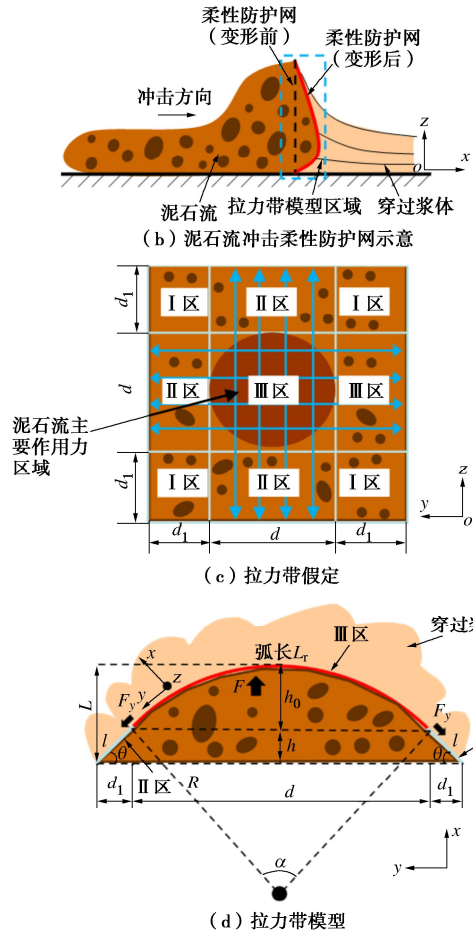 柔性防护网
(变形前)
柔性防护网
(变形后)
冲击方向
z
o
x
泥石流
拉力带模型区域
穿过浆体
(b) 泥石流冲击柔性防护网示意
d₁
Ⅰ区
Ⅱ区
Ⅰ区
d
Ⅱ区
Ⅲ区
Ⅲ区
泥石流主
要作用力
区域
d₁
Ⅰ区
Ⅱ区
Ⅰ区
z
y
o
d₁
d
d₁
(c) 拉力带假定
穿过
弧长Lᵣ
Ⅲ区
x
z
y
F
h₀
L
F_y
F_y
l
l
h
θ
θ
d₁
Ⅱ区
R
d
d₁
x
y
α
(d) 拉力带模型